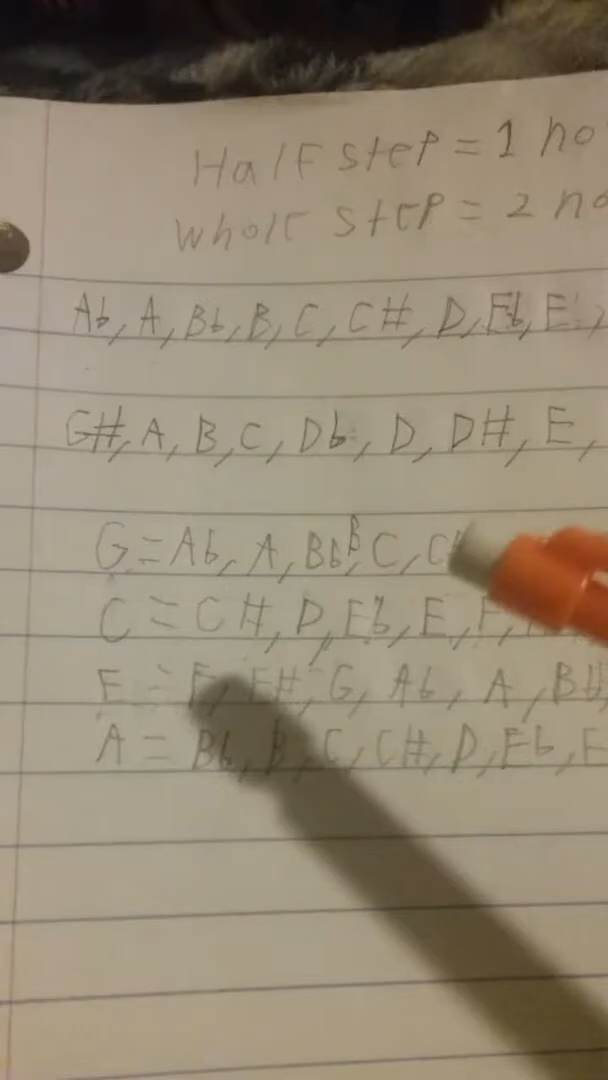 Half step = 1 no
Whole step = 2 no
Ab, A, Bb, B, C, C#, D, Eb, E,
G#, A, B, C, Db, D, D#, E,
G = Ab, A, Bb, B, C, C#
C = C#, D, Eb, E, F,
E = F, F#, G, Ab, A, B#,
A = Bb, B, C, C#, D, Eb, E